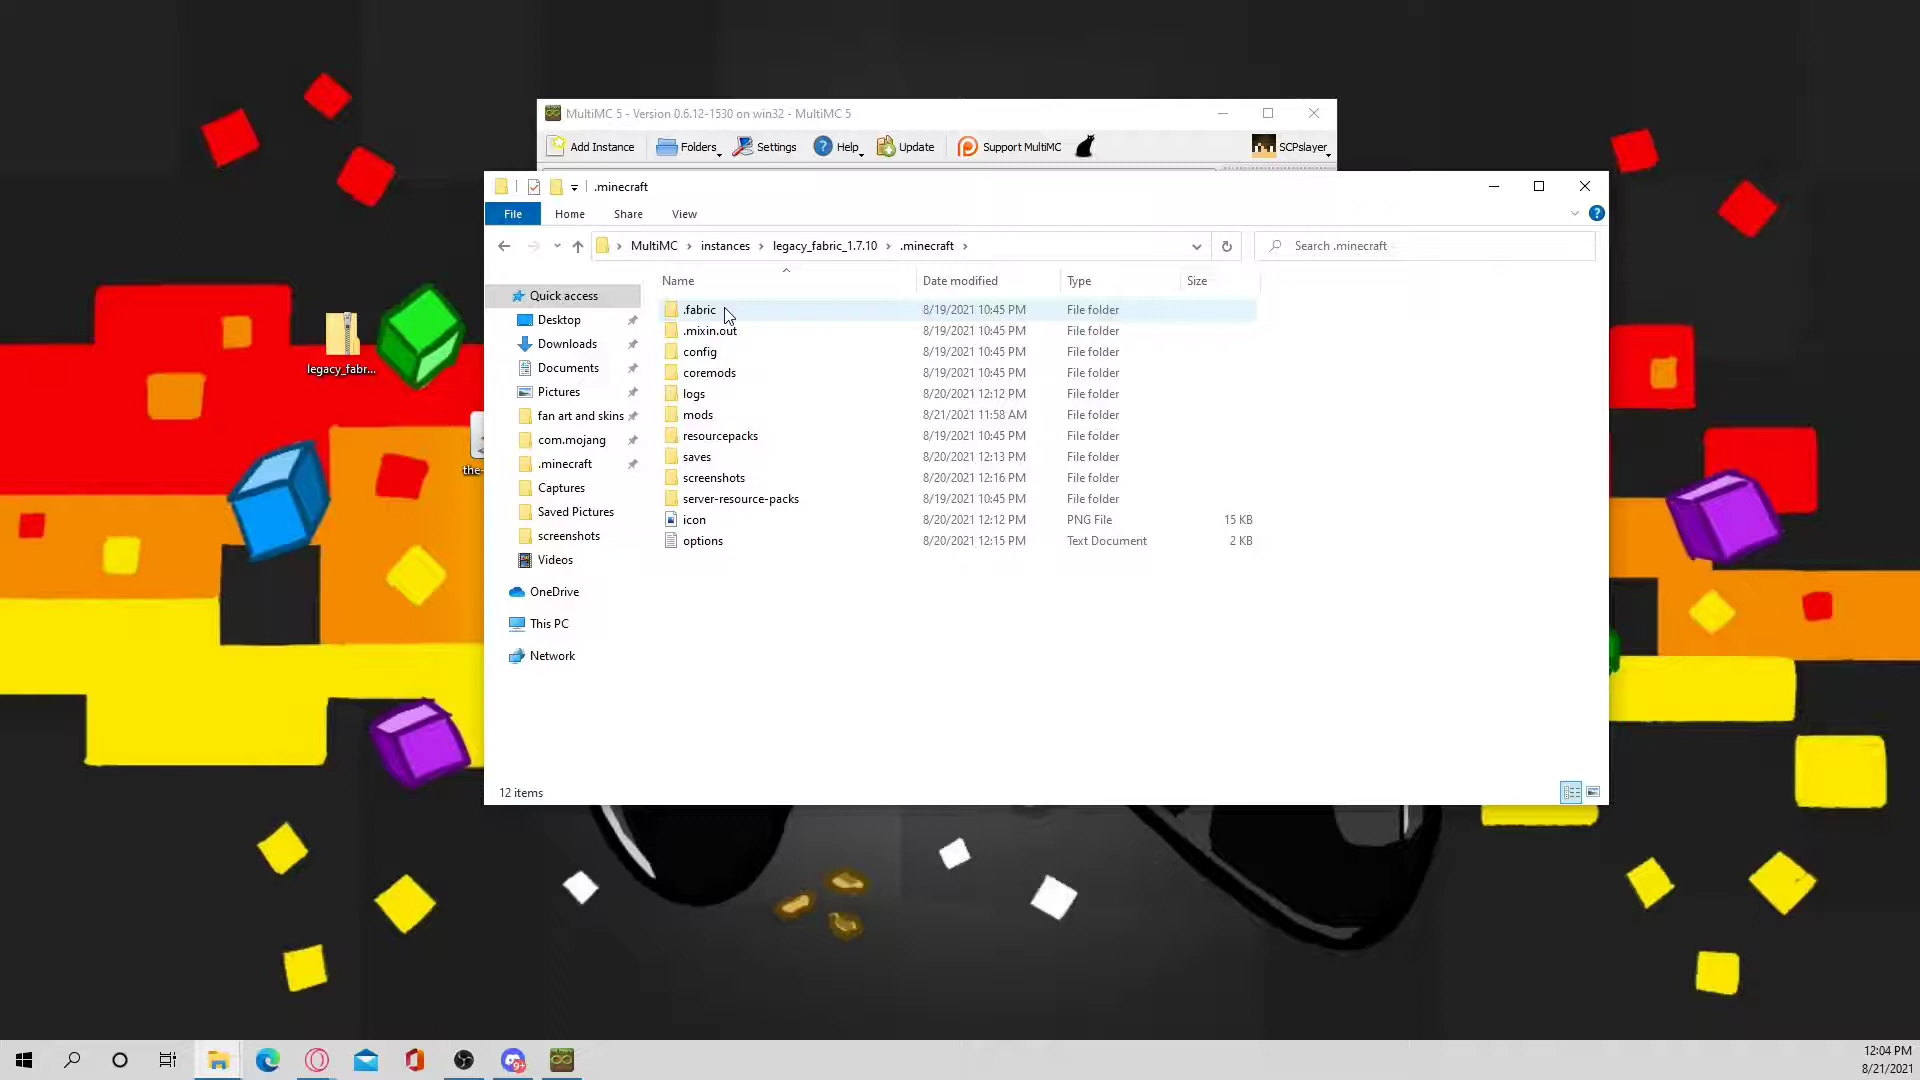 MultiMC 5 - Version 0.6.12-1530 on win32 - MultiMC 5
Add Instance Folders Settings Help Update Support MultiMC SCPslayer
.minecraft
File Home Share View
MultiMC › instances › legacy_fabric_1.7.10 › .minecraft ›
Search .minecraft
Name Date modified Type Size
Quick access
Desktop
Downloads
Documents
Pictures
fan art and skins
com.mojang
.minecraft
Captures
Saved Pictures
screenshots
Videos
OneDrive
This PC
Network
.fabric 8/19/2021 10:45 PM File folder
.mixin.out 8/19/2021 10:45 PM File folder
config 8/19/2021 10:45 PM File folder
coremods 8/19/2021 10:45 PM File folder
logs 8/20/2021 12:12 PM File folder
mods 8/21/2021 11:58 AM File folder
resourcepacks 8/19/2021 10:45 PM File folder
saves 8/20/2021 12:13 PM File folder
screenshots 8/20/2021 12:16 PM File folder
server-resource-packs 8/19/2021 10:45 PM File folder
icon 8/20/2021 12:12 PM PNG File 15 KB
options 8/20/2021 12:15 PM Text Document 2 KB
12 items
legacy_fabr...
the-
9+
12:04 PM
8/21/2021